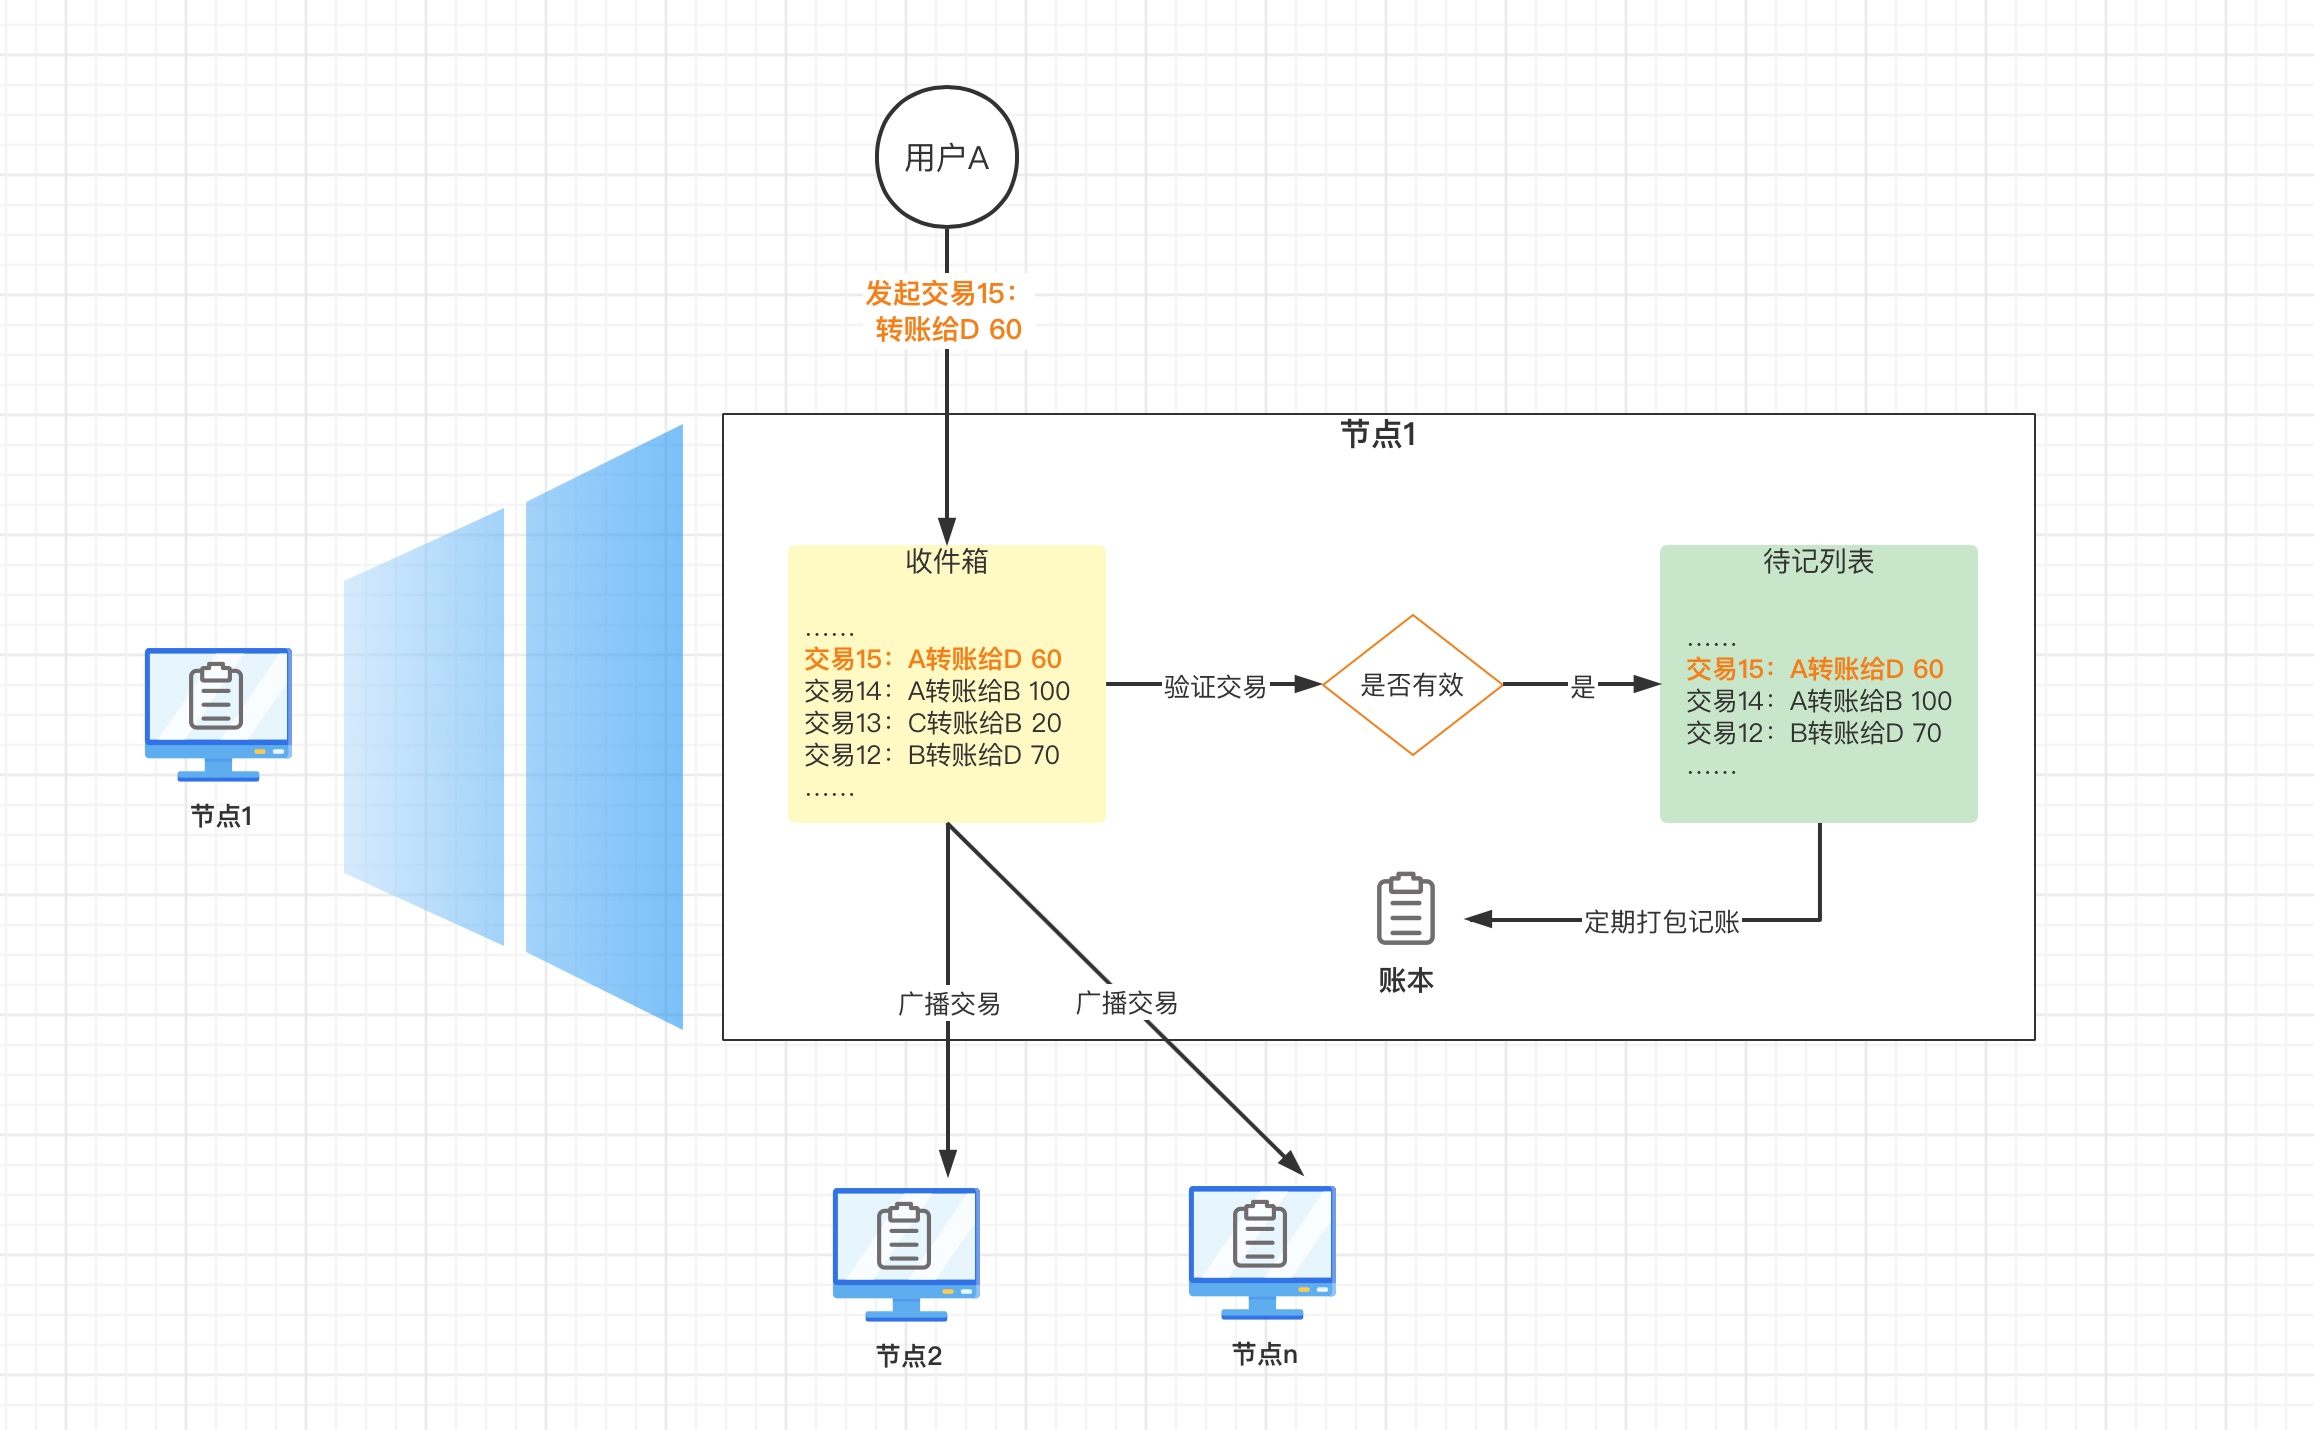 用户A
发起交易15：
转账给D 60
节点1
收件箱
......
交易15：A转账给D 60
交易14：A转账给B 100
交易13：C转账给B 20
交易12：B转账给D 70
......
验证交易
是否有效
是
待记列表
......
交易15：A转账给D 60
交易14：A转账给B 100
交易12：B转账给D 70
......
节点1
定期打包记账
账本
广播交易
广播交易
节点2
节点n